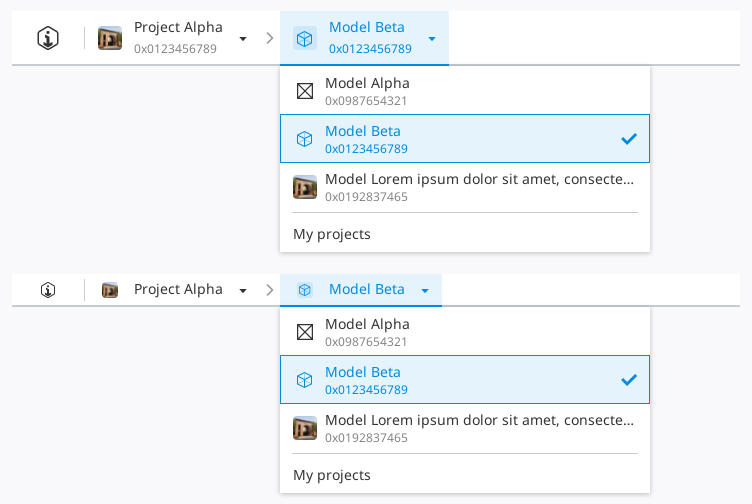 Project Alpha
0x0123456789
Model Beta
0x0123456789
Model Alpha
0x0987654321
Model Beta
0x0123456789
Model Lorem ipsum dolor sit amet, consecte...
0x0192837465
My projects
Project Alpha
Model Beta
Model Alpha
0x0987654321
Model Beta
0x0123456789
Model Lorem ipsum dolor sit amet, consecte...
0x0192837465
My projects